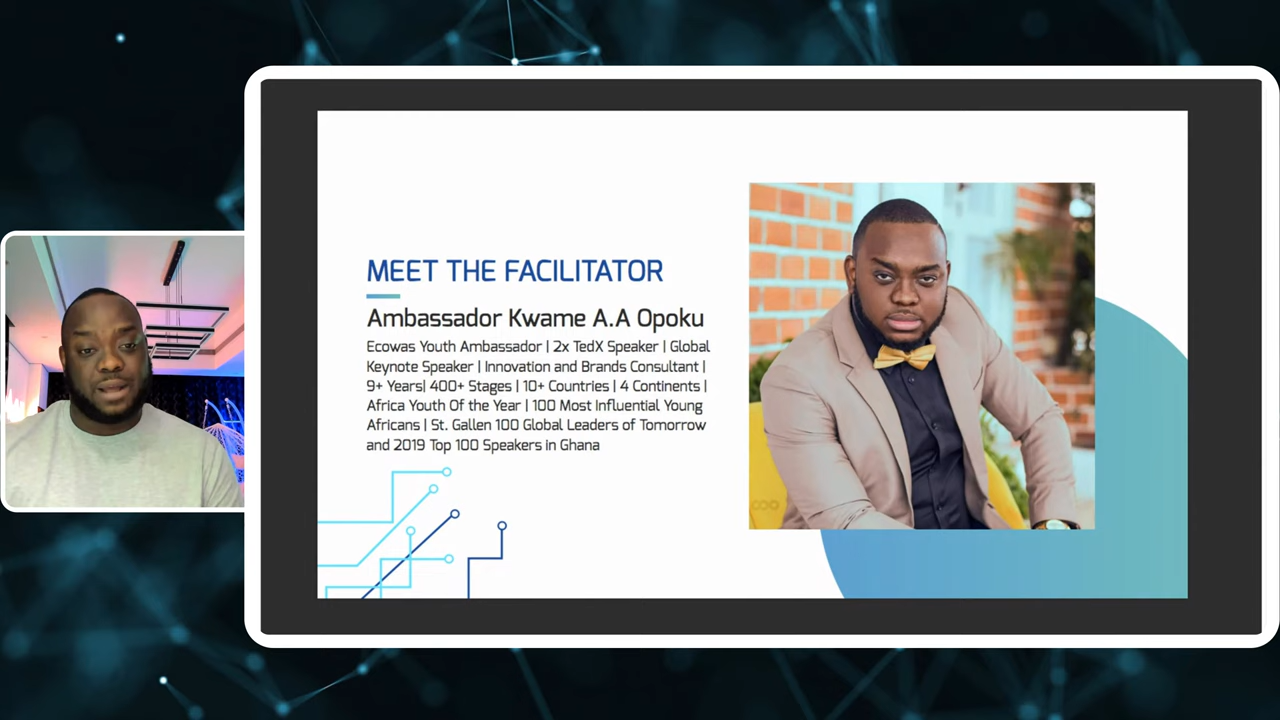 MEET THE FACILITATOR
Ambassador Kwame A.A Opoku
Ecowas Youth Ambassador | 2x TedX Speaker | Global
Keynote Speaker | Innovation and Brands Consultant |
9+ Years| 400+ Stages | 10+ Countries | 4 Continents |
Africa Youth Of the Year | 100 Most Influential Young
Africans | St. Gallen 100 Global Leaders of Tomorrow
and 2019 Top 100 Speakers in Ghana